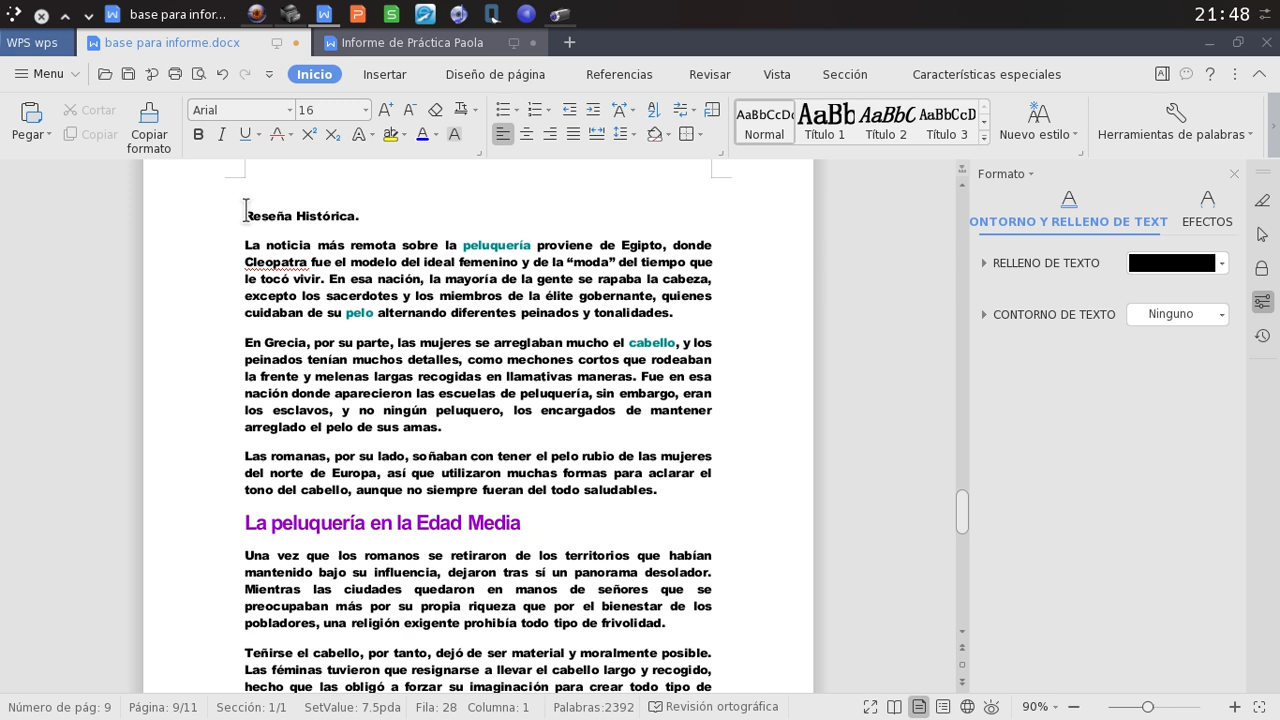 base para infor...
21:48
WPS wps
base para informe.docx
Informe de Práctica Paola
Menu
Inicio
Insertar
Diseño de página
Referencias
Revisar
Vista
Sección
Características especiales
Pegar
Cortar
Copiar
Copiar formato
Arial
16
AaBbCcDc
Normal
AaBb
Título 1
AaBbC
Título 2
AaBbCcD
Título 3
Nuevo estilo
Herramientas de palabras
Reseña Histórica.
La noticia más remota sobre la peluquería proviene de Egipto, donde
Cleopatra fue el modelo del ideal femenino y de la “moda” del tiempo que
le tocó vivir. En esa nación, la mayoría de la gente se rapaba la cabeza,
excepto los sacerdotes y los miembros de la élite gobernante, quienes
cuidaban de su pelo alternando diferentes peinados y tonalidades.
En Grecia, por su parte, las mujeres se arreglaban mucho el cabello, y los
peinados tenían muchos detalles, como mechones cortos que rodeaban
la frente y melenas largas recogidas en llamativas maneras. Fue en esa
nación donde aparecieron las escuelas de peluquería, sin embargo, eran
los esclavos, y no ningún peluquero, los encargados de mantener
arreglado el pelo de sus amas.
Las romanas, por su lado, soñaban con tener el pelo rubio de las mujeres
del norte de Europa, así que utilizaron muchas formas para aclarar el
tono del cabello, aunque no siempre fueran del todo saludables.
La peluquería en la Edad Media
Una vez que los romanos se retiraron de los territorios que habían
mantenido bajo su influencia, dejaron tras sí un panorama desolador.
Mientras las ciudades quedaron en manos de señores que se
preocupaban más por su propia riqueza que por el bienestar de los
pobladores, una religión exigente prohibía todo tipo de frivolidad.
Teñirse el cabello, por tanto, dejó de ser material y moralmente posible.
Las féminas tuvieron que resignarse a llevar el cabello largo y recogido,
hecho que las obligó a forzar su imaginación para crear todo tipo de
Formato
ONTORNO Y RELLENO DE TEXT
EFECTOS
RELLENO DE TEXTO
CONTORNO DE TEXTO
Ninguno
Número de pág: 9
Página: 9/11
Sección: 1/1
SetValue: 7.5pda
Fila: 28
Columna: 1
Palabras:2392
Revisión ortográfica
90%